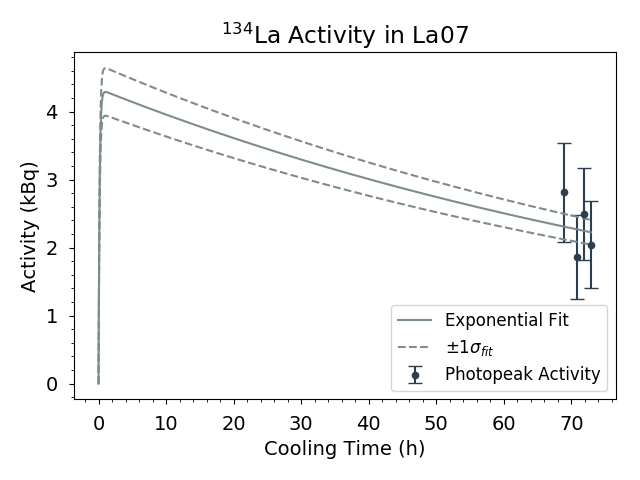 ¹³⁴La Activity in La07
Activity (kBq)
4
3
2
1
0
Exponential Fit
±1σ_fit
Photopeak Activity
0 10 20 30 40 50 60 70
Cooling Time (h)